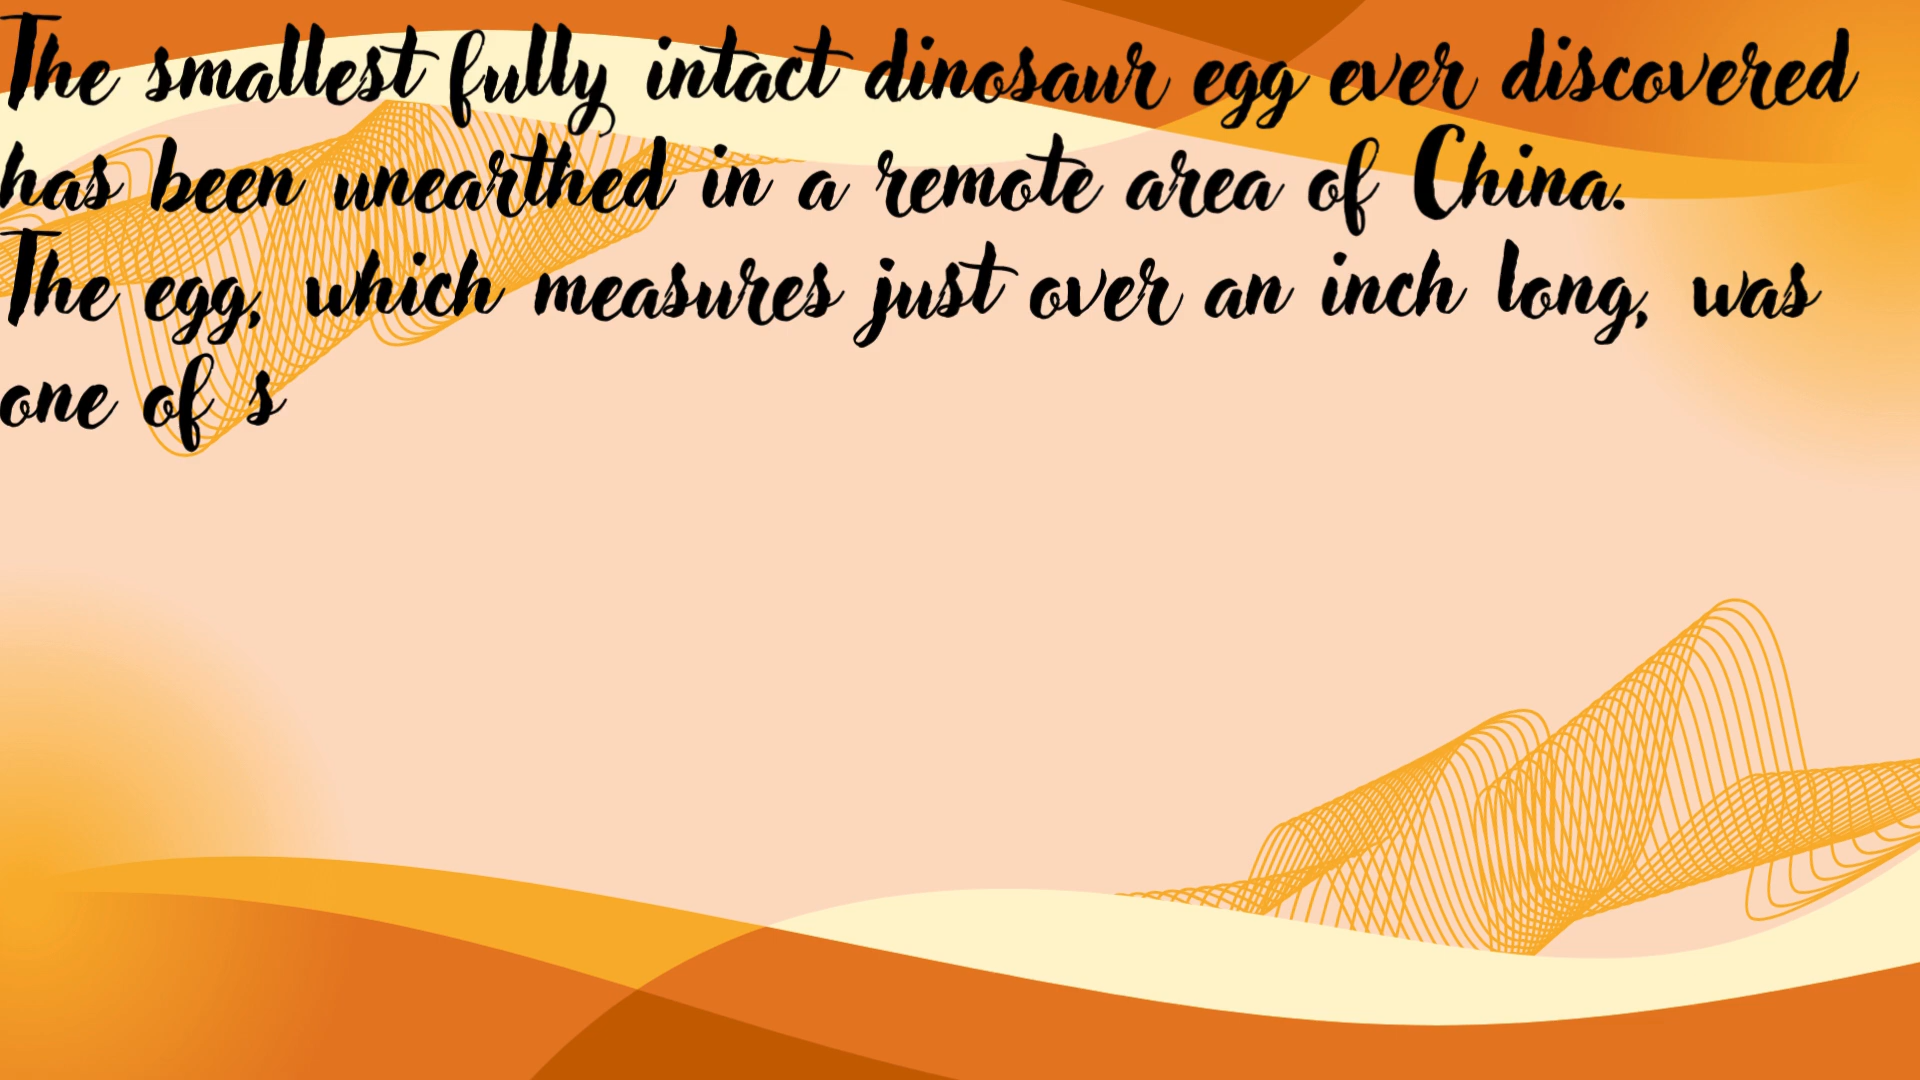 The smallest fully intact dinosaur egg ever discovered
has been unearthed in a remote area of China.
The egg, which measures just over an inch long, was
one of s